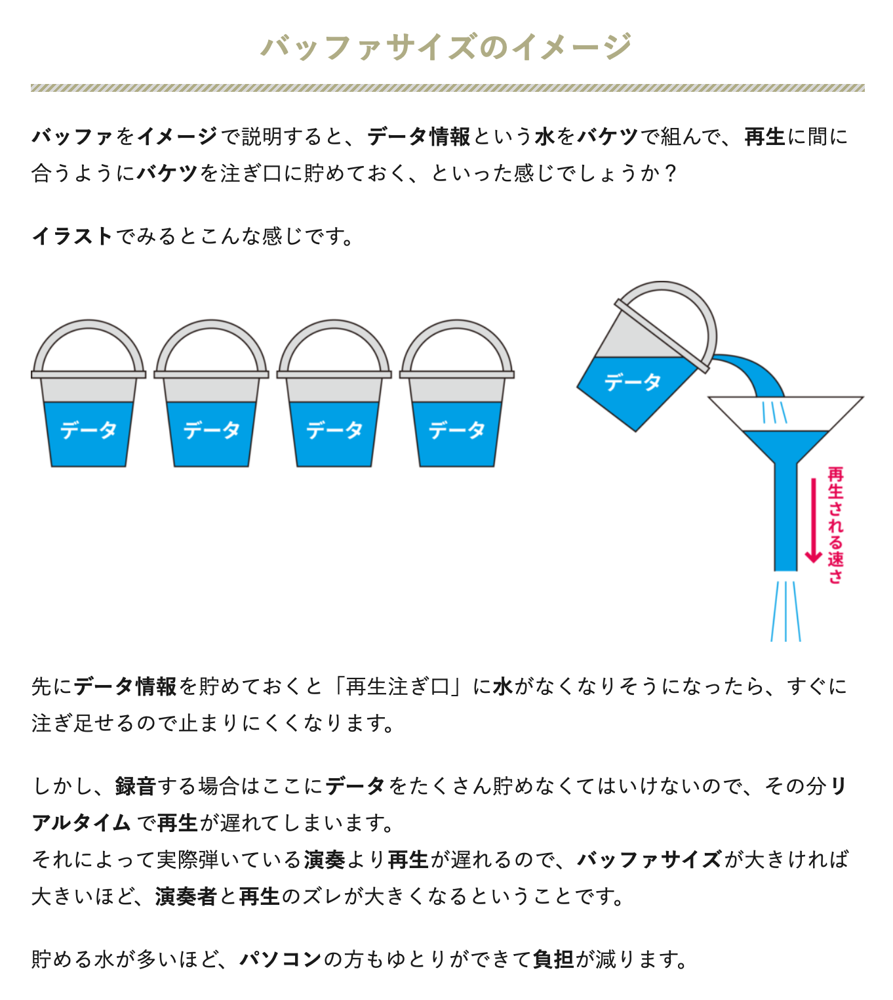 バッファサイズのイメージ
バッファをイメージで説明すると、データ情報という水をバケツで組んで、再生に間に
合うようにバケツを注ぎ口に貯めておく、といった感じでしょうか？
イラストでみるとこんな感じです。
データ
データ
データ
データ
データ
再生される速さ
先にデータ情報を貯めておくと「再生注ぎ口」に水がなくなりそうになったら、すぐに
注ぎ足せるので止まりにくくなります。
しかし、録音する場合はここにデータをたくさん貯めなくてはいけないので、その分リ
アルタイムで再生が遅れてしまいます。
それによって実際弾いている演奏より再生が遅れるので、バッファサイズが大きければ
大きいほど、演奏者と再生のズレが大きくなるということです。
貯める水が多いほど、パソコンの方もゆとりができて負担が減ります。